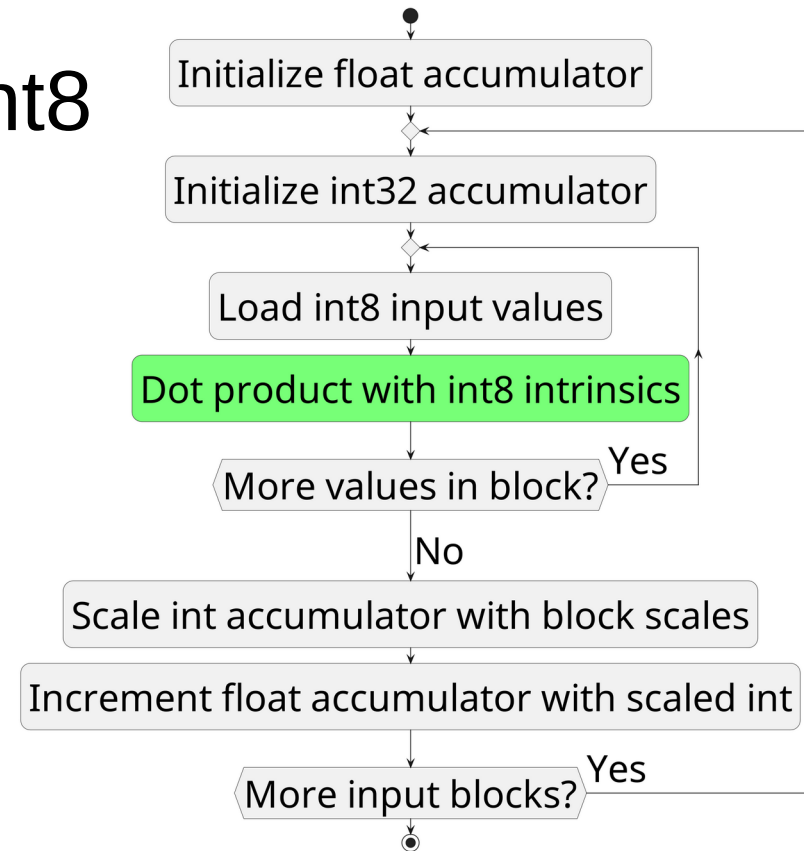 nt8
Initialize float accumulator
Initialize int32 accumulator
Load int8 input values
Dot product with int8 intrinsics
Yes
More values in block?
No
Scale int accumulator with block scales
Increment float accumulator with scaled int
Yes
More input blocks?